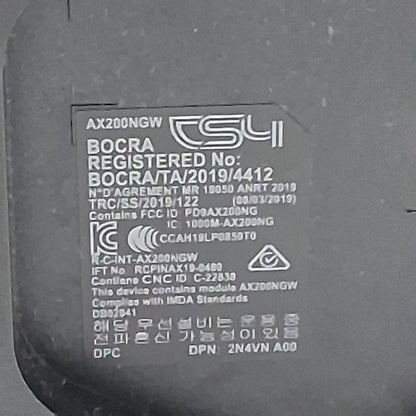 AX200NGW
BOCRA
REGISTERED No:
BOCRA/TA/2019/4412
N°D'AGREMENT MR 19050 ANRT 2019
TRC/SS/2019/122 (08/03/2019)
Contains FCC ID: PD9AX200NG
IC: 1000M-AX200NG
CCAH19LP0850T0
R-C-INT-AX200NGW
IFT No RCPINAX19-0480
Contiene CNC ID: C-22838
This device contains module AX200NGW
Complies with IMDA Standards
DB02941
해당 무선설비는 운용 중
전파혼신 가능성이 있음
DPC DPN: 2N4VN A00